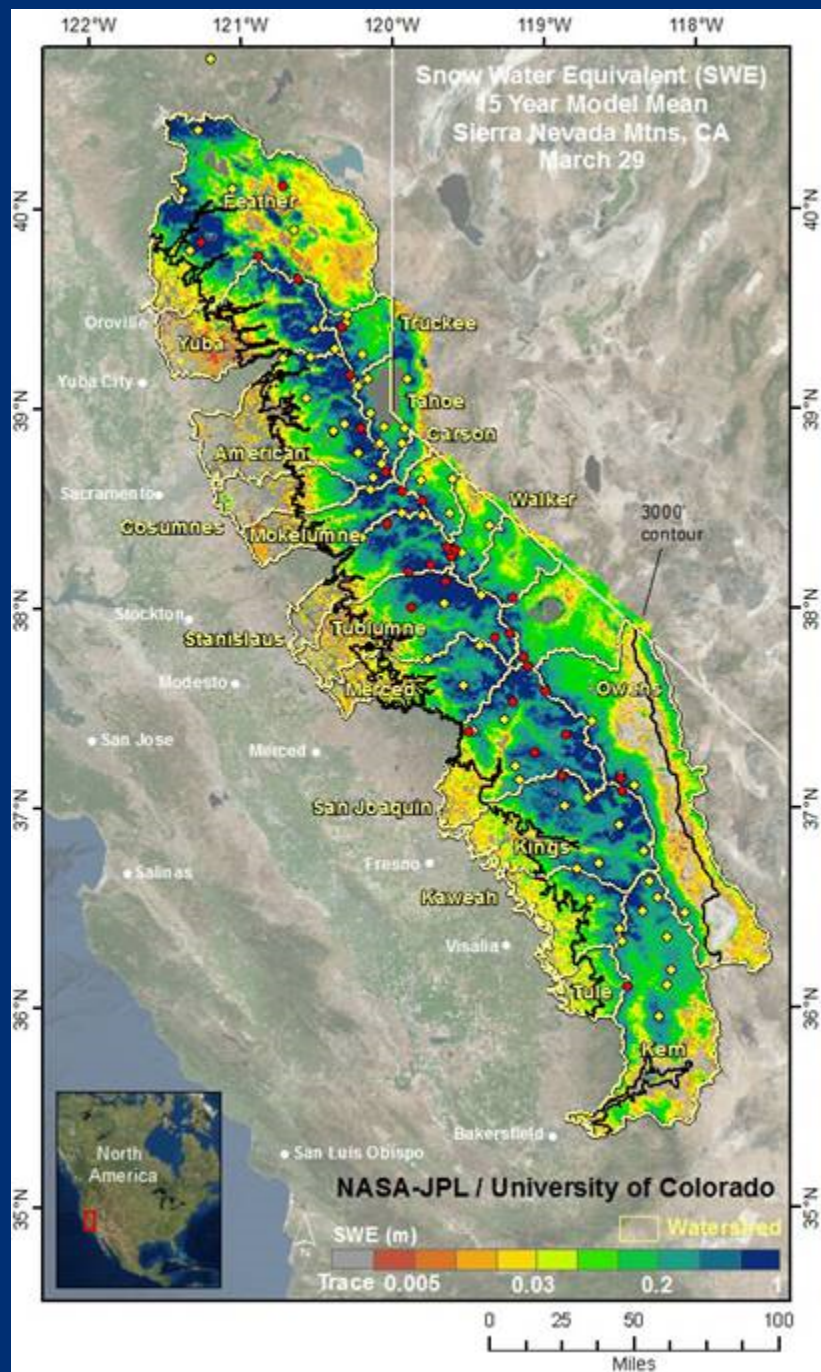 122°W 121°W 120°W 119°W 118°W
Snow Water Equivalent (SWE)
15 Year Model Mean
Sierra Nevada Mtns, CA
March 29
40°N
40°N
Feather
Oroville
Truckee
Yuba
Yuba City
39°N
39°N
Tahoe
Carson
American
Sacramento
Walker
3000'
contour
Cosumnes
Mokelumne
38°N
38°N
Stockton
Tuolumne
Stanislaus
Modesto
Merced
Owens
San Jose
Merced
37°N
37°N
San Joaquin
Kings
Salinas
Fresno
Kaweah
Visalia
36°N
36°N
Tule
Kern
Bakersfield
San Luis Obispo
North
America
35°N
35°N
NASA-JPL / University of Colorado
SWE (m)
Watershed
N
Trace 0.005 0.03 0.2 1
0 25 50 100
Miles